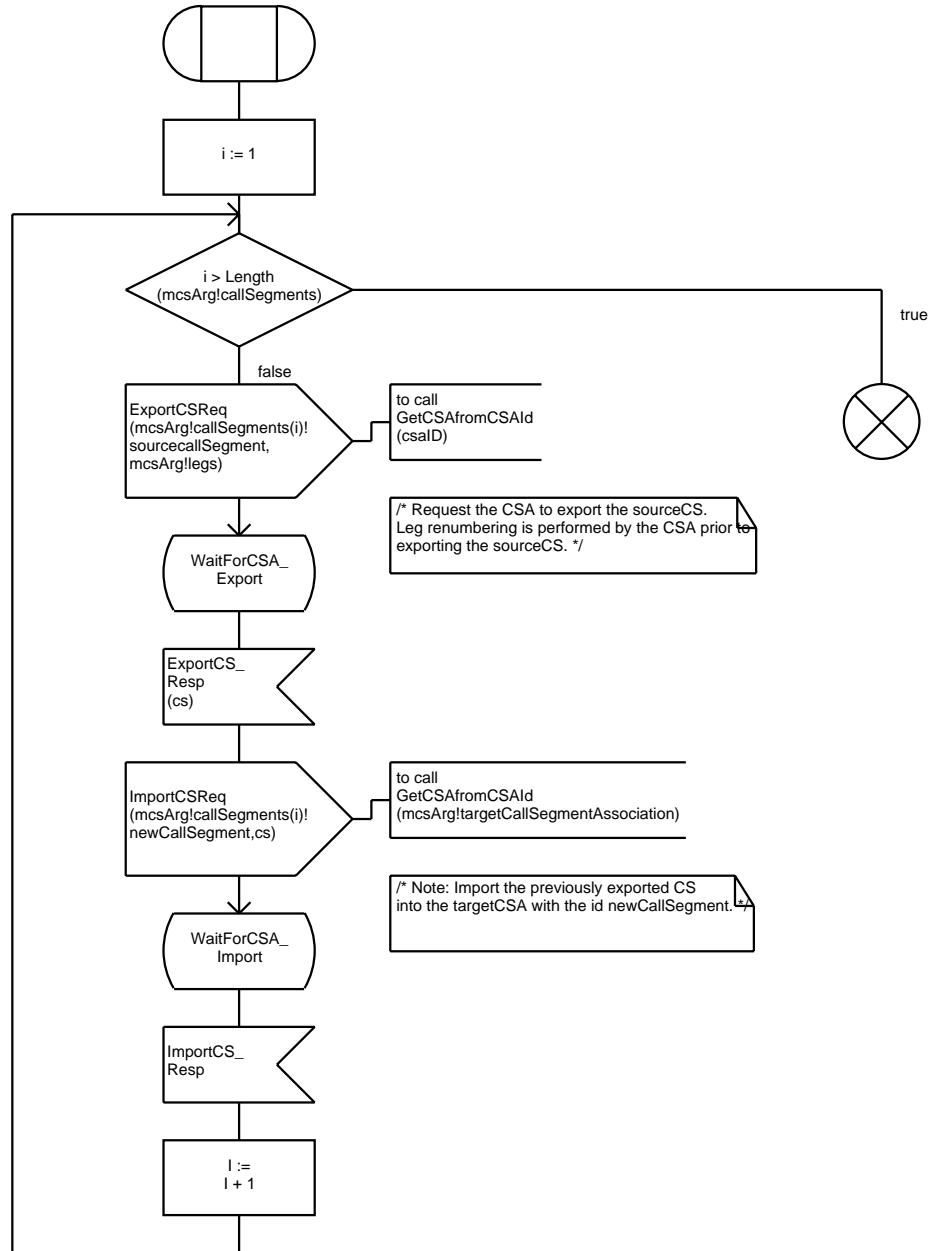 i := 1
i > Length
(mcsArg!callSegments)
true
false
ExportCSReq
(mcsArg!callSegments(i)!
sourcecallSegment,
mcsArg!legs)
to call
GetCSAfromCSAId
(csaID)
/* Request the CSA to export the sourceCS.
Leg renumbering is performed by the CSA prior to
exporting the sourceCS. */
WaitForCSA_
Export
ExportCS_
Resp
(cs)
ImportCSReq
(mcsArg!callSegments(i)!
newCallSegment,cs)
to call
GetCSAfromCSAId
(mcsArg!targetCallSegmentAssociation)
/* Note: Import the previously exported CS
into the targetCSA with the id newCallSegment. */
WaitForCSA_
Import
ImportCS_
Resp
I :=
I + 1